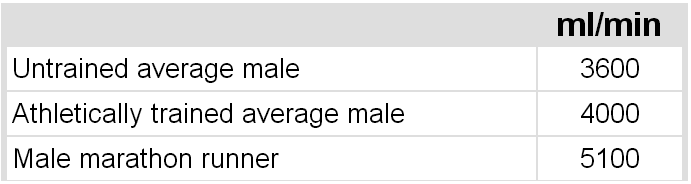 ml/min
Untrained average male 3600
Athletically trained average male 4000
Male marathon runner 5100